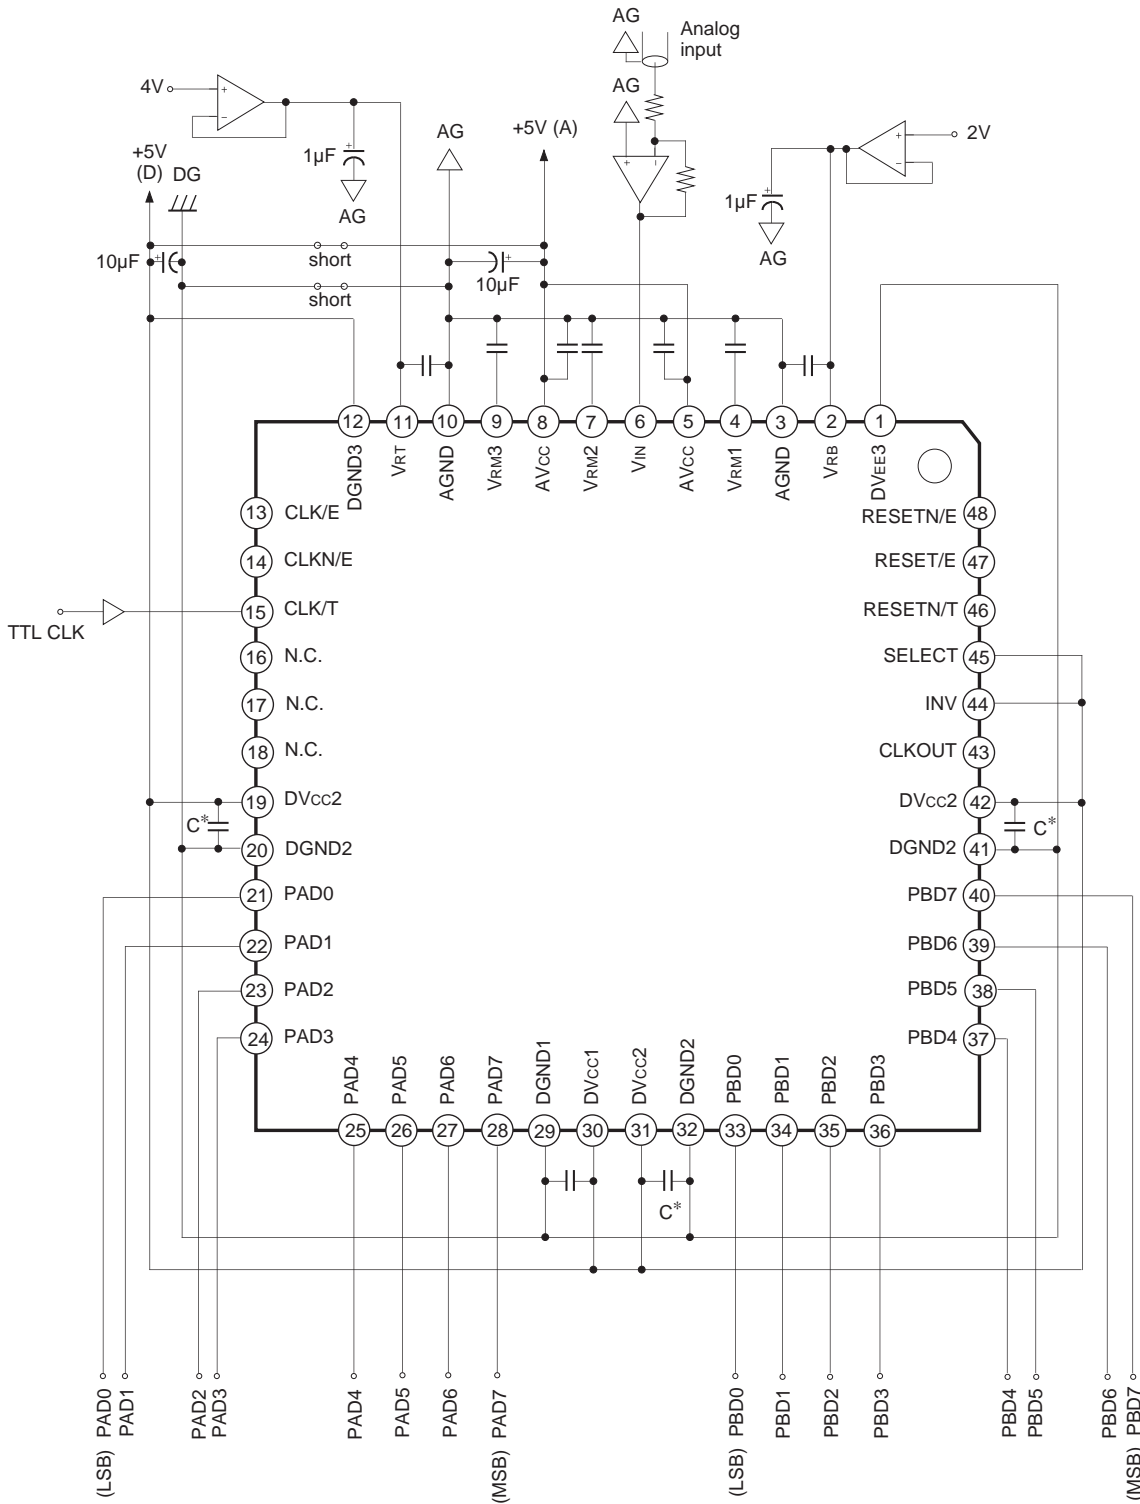 AG
Analog
input
4V
AG
AG
+5V (A)
2V
+5V
(D)
DG
1µF
AG
1µF
AG
10µF
short
10µF
short
12
11
10
9
8
7
6
5
4
3
2
1
DGND3
VRT
AGND
VRM3
AVCC
VRM2
VIN
AVCC
VRM1
AGND
VRB
DVEE3
13 CLK/E
RESETN/E 48
14 CLKN/E
RESET/E 47
TTL CLK
15 CLK/T
RESETN/T 46
16 N.C.
SELECT 45
17 N.C.
INV 44
18 N.C.
CLKOUT 43
19 DVCC2
DVCC2 42
C*
C*
20 DGND2
DGND2 41
21 PAD0
PBD7 40
22 PAD1
PBD6 39
23 PAD2
PBD5 38
24 PAD3
PBD4 37
PAD4
PAD5
PAD6
PAD7
DGND1
DVCC1
DVCC2
DGND2
PBD0
PBD1
PBD2
PBD3
25
26
27
28
29
30
31
32
33
34
35
36
C*
(LSB) PAD0
PAD1
PAD2
PAD3
PAD4
PAD5
PAD6
(MSB) PAD7
(LSB) PBD0
PBD1
PBD2
PBD3
PBD4
PBD5
PBD6
(MSB) PBD7